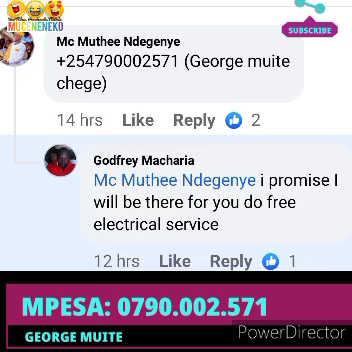 MUCENENEKO
SUBSCRIBE
Mc Muthee Ndegenye
+254790002571 (George muite
chege)
14 hrs Like Reply 2
Godfrey Macharia
Mc Muthee Ndegenye i promise I
will be there for you do free
electrical service
12 hrs Like Reply 1
MPESA: 0790.002.571
GEORGE MUITE
PowerDirector